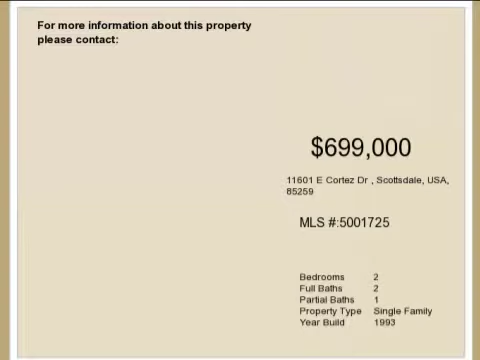 For more information about this property
please contact:
$699,000
11601 E Cortez Dr , Scottsdale, USA,
85259
MLS #:5001725
Bedrooms 2
Full Baths 2
Partial Baths 1
Property Type Single Family
Year Build 1993